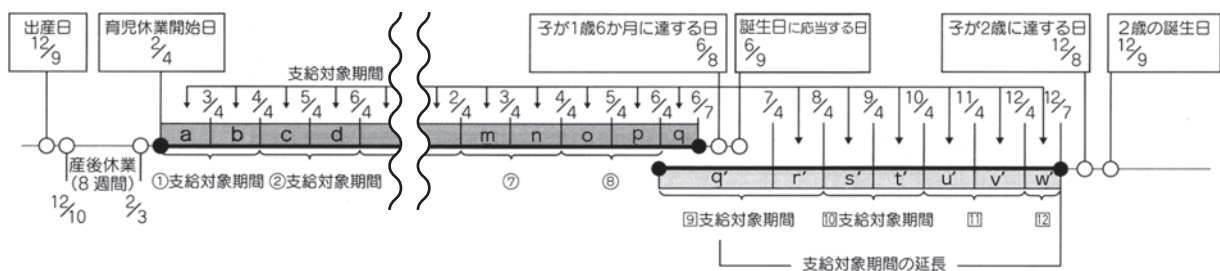 出産日
12/9
育児休業開始日
2/4
子が1歳6か月に達する日
6/8
誕生日に応当する日
6/9
子が2歳に達する日
12/8
2歳の誕生日
12/9
支給対象期間
3/4 4/4 5/4 6/4 2/4 3/4 4/4 5/4 6/4 6/7 7/4 8/4 9/4 10/4 11/4 12/4 12/7
a b c d m n o p q
産後休業
(8週間)
12/10
2/3
①支給対象期間 ②支給対象期間 ⑦ ⑧
q′ r′ s′ t′ u′ v′ w′
9支給対象期間 10支給対象期間 11 12
支給対象期間の延長